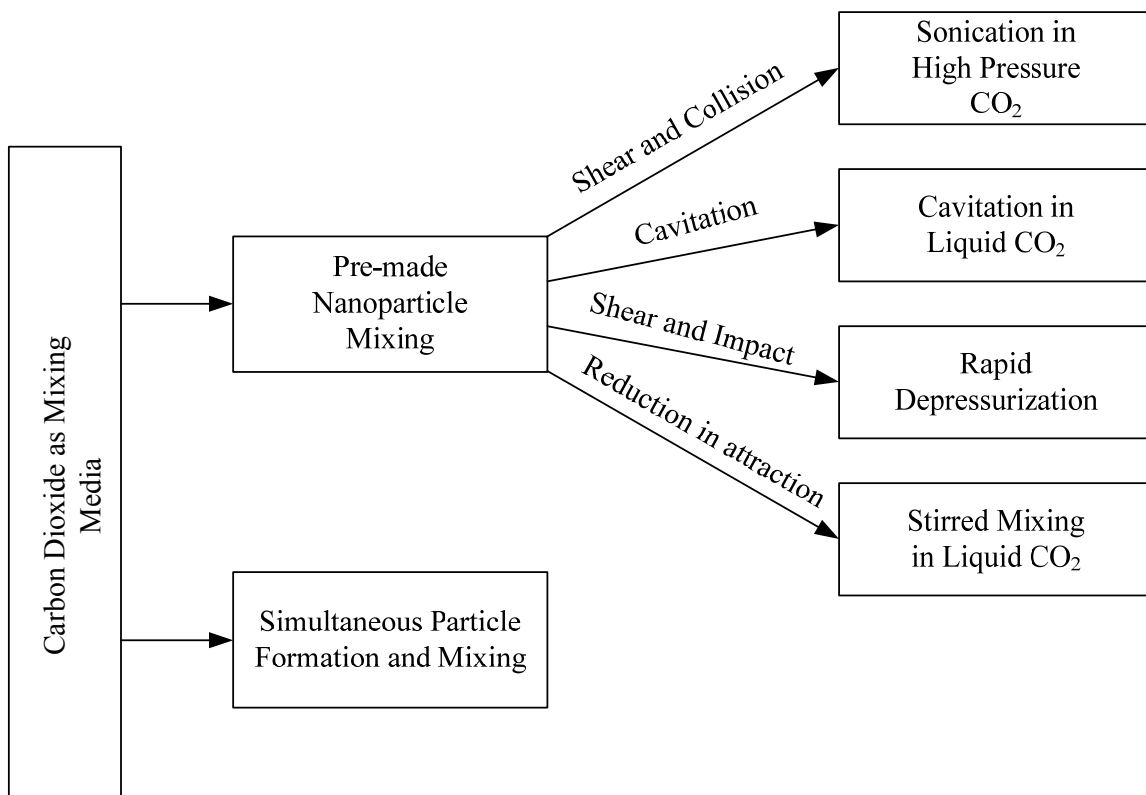 Carbon Dioxide as Mixing
Media
Pre-made
Nanoparticle
Mixing
Simultaneous Particle
Formation and Mixing
Shear and Collision
Cavitation
Shear and Impact
Reduction in attraction
Sonication in
High Pressure
CO₂
Cavitation in
Liquid CO₂
Rapid
Depressurization
Stirred Mixing
in Liquid CO₂